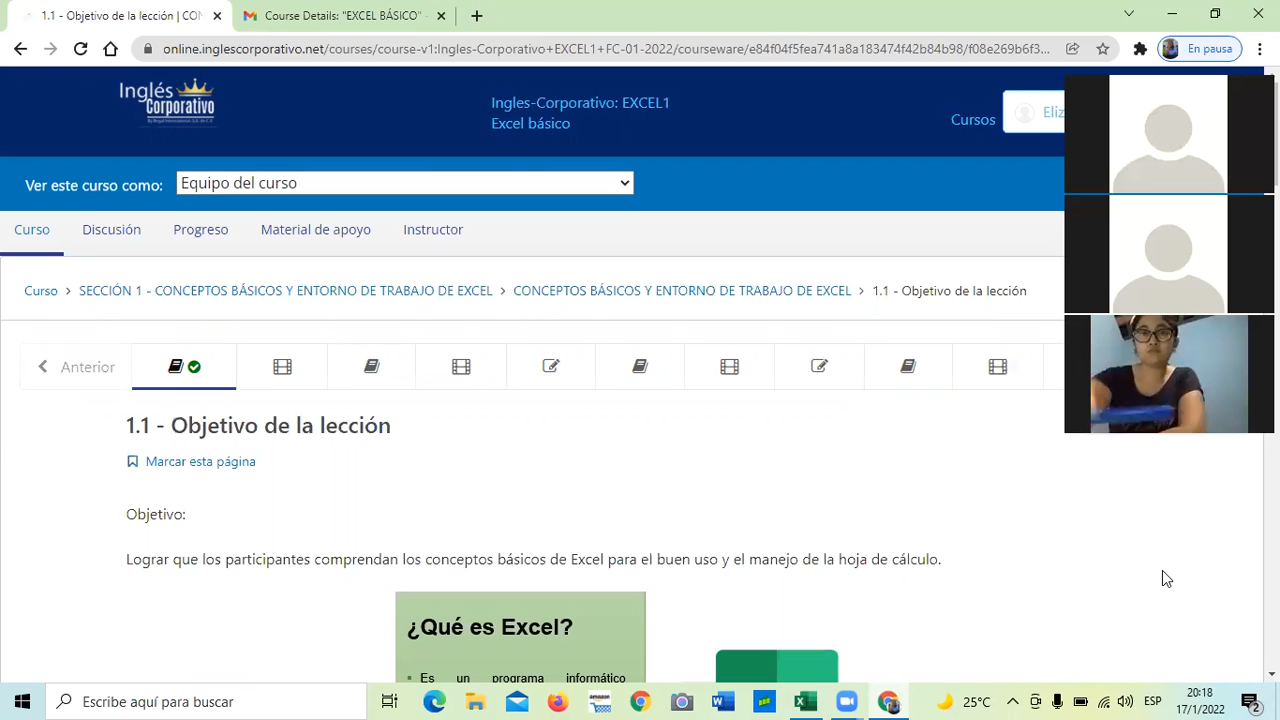 1.1 - Objetivo de la lección | CON
Course Details: "EXCEL BÁSICO" -
online.inglescorporativo.net/courses/course-v1:Ingles-Corporativo+EXCEL1+FC-01-2022/courseware/e84f04f5fea741a8a183474f42b84b98/f08e269b6f3...
En pausa
Inglés
Corporativo
Ingles-Corporativo: EXCEL1
Excel básico
Cursos
Eliz
Ver este curso como:
Equipo del curso
Curso
Discusión
Progreso
Material de apoyo
Instructor
Curso > SECCIÓN 1 - CONCEPTOS BÁSICOS Y ENTORNO DE TRABAJO DE EXCEL > CONCEPTOS BÁSICOS Y ENTORNO DE TRABAJO DE EXCEL > 1.1 - Objetivo de la lección
Anterior
1.1 - Objetivo de la lección
Marcar esta página
Objetivo:
Lograr que los participantes comprendan los conceptos básicos de Excel para el buen uso y el manejo de la hoja de cálculo.
¿Qué es Excel?
Es un programa informático
Escribe aquí para buscar
amazon
25°C
ESP
20:18
17/1/2022
2